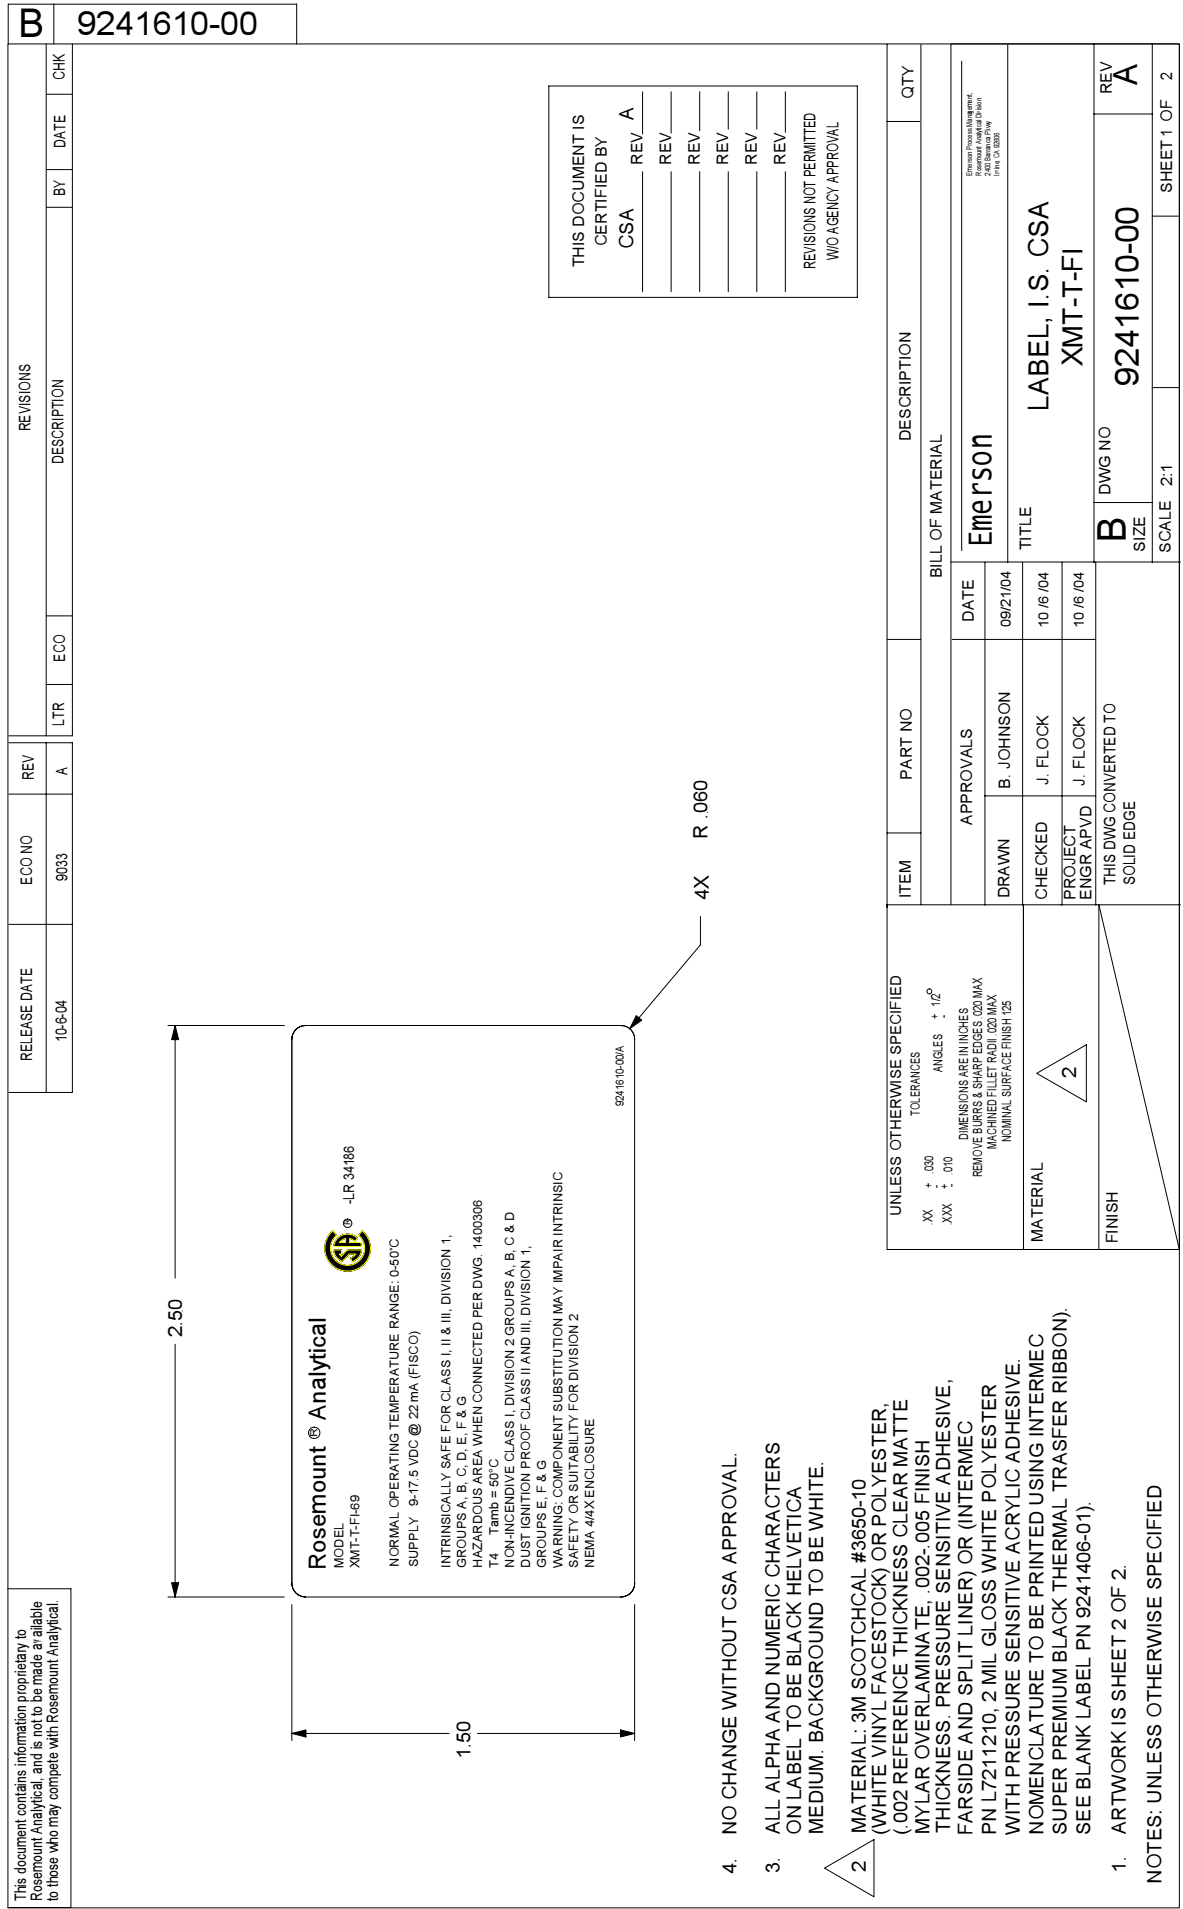 B 9241610-00
This document contains information proprietary to
Rosemount Analytical, and is not to be made available
to those who may compete with Rosemount Analytical.
RELEASE DATE ECO NO REV
10-6-04 9033 A
REVISIONS
LTR ECO DESCRIPTION BY DATE CHK
2.50
1.50
Rosemount ® Analytical
MODEL
XMT-T-FI-69
SA ® -LR 34186
NORMAL OPERATING TEMPERATURE RANGE: 0-50°C
SUPPLY 9-17.5 VDC @ 22 mA (FISCO)
INTRINSICALLY SAFE FOR CLASS I, II & III, DIVISION 1,
GROUPS A, B, C, D, E, F & G
HAZARDOUS AREA WHEN CONNECTED PER DWG. 1400306
T4 Tamb = 50°C
NON-INCENDIVE CLASS I, DIVISION 2 GROUPS A, B, C & D
DUST IGNITION PROOF CLASS II AND III, DIVISION 1,
GROUPS E, F & G
WARNING: COMPONENT SUBSTITUTION MAY IMPAIR INTRINSIC
SAFETY OR SUITABILITY FOR DIVISION 2
NEMA 4/4X ENCLOSURE
9241610-00/A
4X R .060
THIS DOCUMENT IS
CERTIFIED BY
CSA REV A
REV
REV
REV
REV
REV
REVISIONS NOT PERMITTED
W/O AGENCY APPROVAL
4. NO CHANGE WITHOUT CSA APPROVAL.
3. ALL ALPHA AND NUMERIC CHARACTERS
ON LABEL TO BE BLACK HELVETICA
MEDIUM. BACKGROUND TO BE WHITE.
2 MATERIAL: 3M SCOTCHCAL #3650-10
(WHITE VINYL FACESTOCK) OR POLYESTER,
(.002 REFERENCE THICKNESS CLEAR MATTE
MYLAR OVERLAMINATE, .002-.005 FINISH
THICKNESS. PRESSURE SENSITIVE ADHESIVE,
FARSIDE AND SPLIT LINER) OR (INTERMEC
PN L7211210, 2 MIL GLOSS WHITE POLYESTER
WITH PRESSURE SENSITIVE ACRYLIC ADHESIVE.
NOMENCLATURE TO BE PRINTED USING INTERMEC
SUPER PREMIUM BLACK THERMAL TRASFER RIBBON).
SEE BLANK LABEL PN 9241406-01).
1. ARTWORK IS SHEET 2 OF 2.
NOTES: UNLESS OTHERWISE SPECIFIED
UNLESS OTHERWISE SPECIFIED
TOLERANCES
.XX + - .030 ANGLES + - 1/2°
.XXX + - .010
DIMENSIONS ARE IN INCHES
REMOVE BURRS & SHARP EDGES .020 MAX
MACHINED FILLET RADII .020 MAX
NOMINAL SURFACE FINISH 125
MATERIAL
2
FINISH
ITEM PART NO DESCRIPTION QTY
BILL OF MATERIAL
APPROVALS DATE
DRAWN B. JOHNSON 09/21/04
CHECKED J. FLOCK 10 /6 /04
PROJECT
ENGR APVD J. FLOCK 10 /6 /04
THIS DWG CONVERTED TO
SOLID EDGE
Emerson
Emerson Process Management,
Rosemount Analytical Division
2400 Barranca Pkwy
Irvine, CA 92606
TITLE
LABEL, I.S. CSA
XMT-T-FI
B
SIZE
DWG NO
9241610-00
REV
A
SCALE 2:1 SHEET 1 OF 2